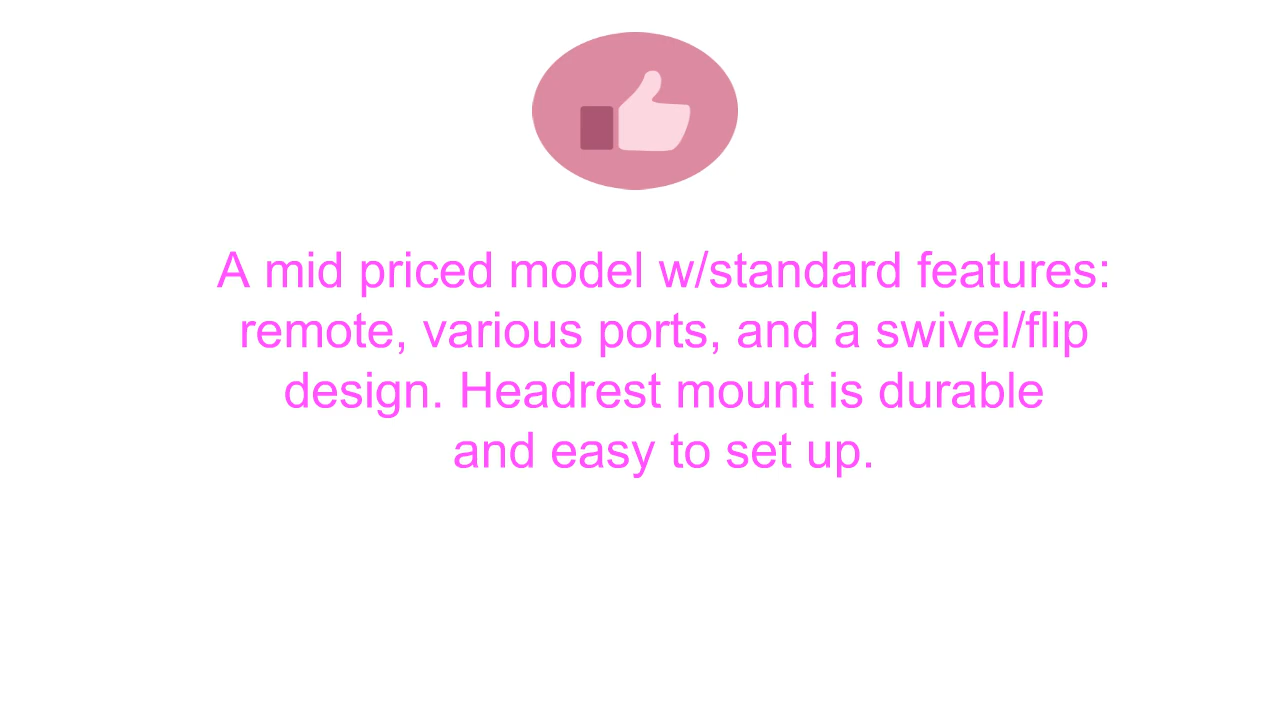 A mid priced model w/standard features:
remote, various ports, and a swivel/flip
design. Headrest mount is durable
and easy to set up.